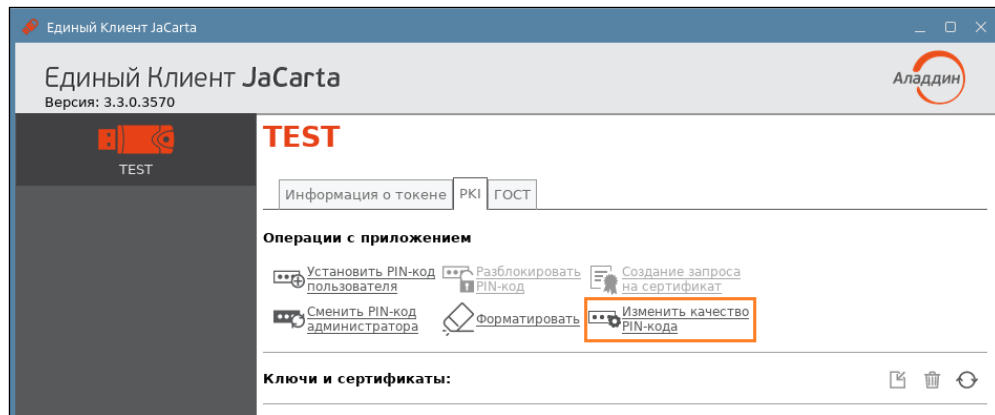 Единый Клиент JaCarta
Единый Клиент JaCarta
Версия: 3.3.0.3570
Аладдин
TEST
TEST
Информация о токене PKI ГОСТ
Операции с приложением
Установить PIN-код
пользователя
Разблокировать
PIN-код
Создание запроса
на сертификат
Сменить PIN-код
администратора
Форматировать
Изменить качество
PIN-кода
Ключи и сертификаты: